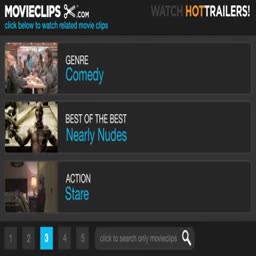 MOVIECLIPS .COM WATCH HOTTRAILERS!
click below to watch related movie clips
GENRE
Comedy
BEST OF THE BEST
Nearly Nudes
ACTION
Stare
1 2 3 4 5 click to search only movieclips